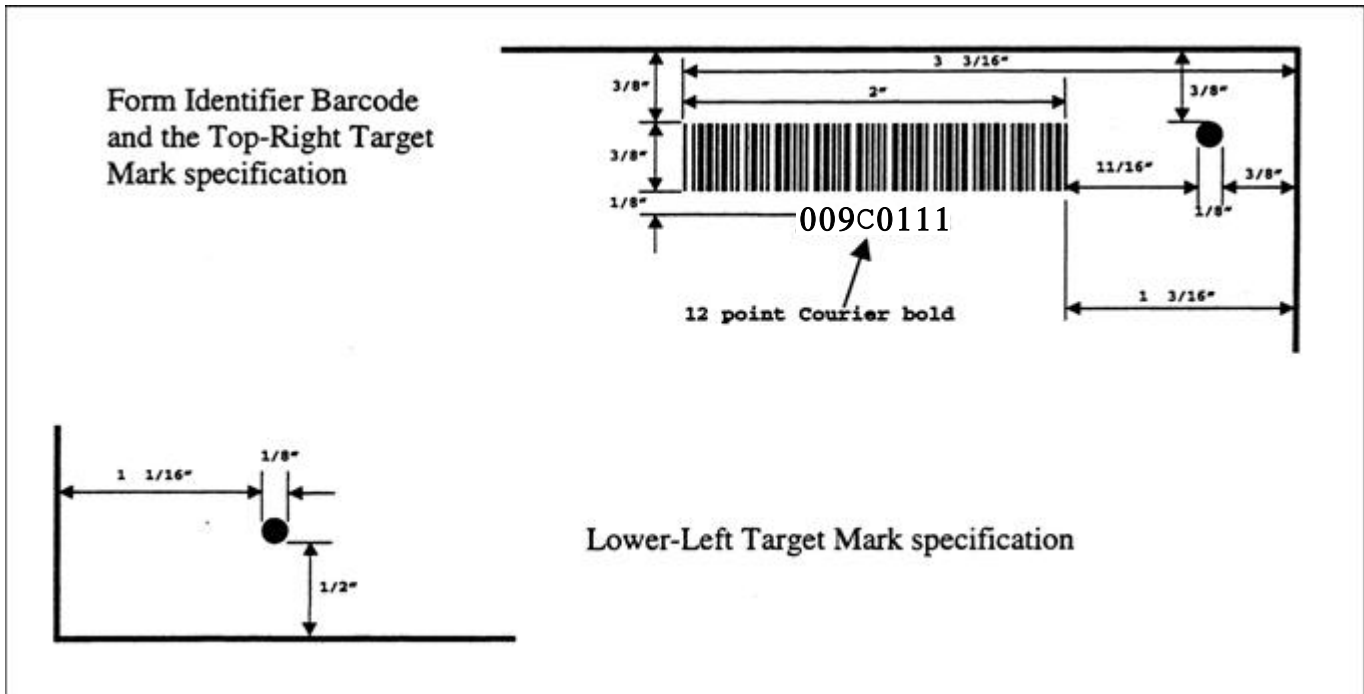 Form Identifier Barcode
and the Top-Right Target
Mark specification
3 3/16"
3/8"
2"
3/8"
3/8"
11/16"
3/8"
1/8"
1/8"
009C0111
1 3/16"
12 point Courier bold
1/8"
1 1/16"
Lower-Left Target Mark specification
1/2"